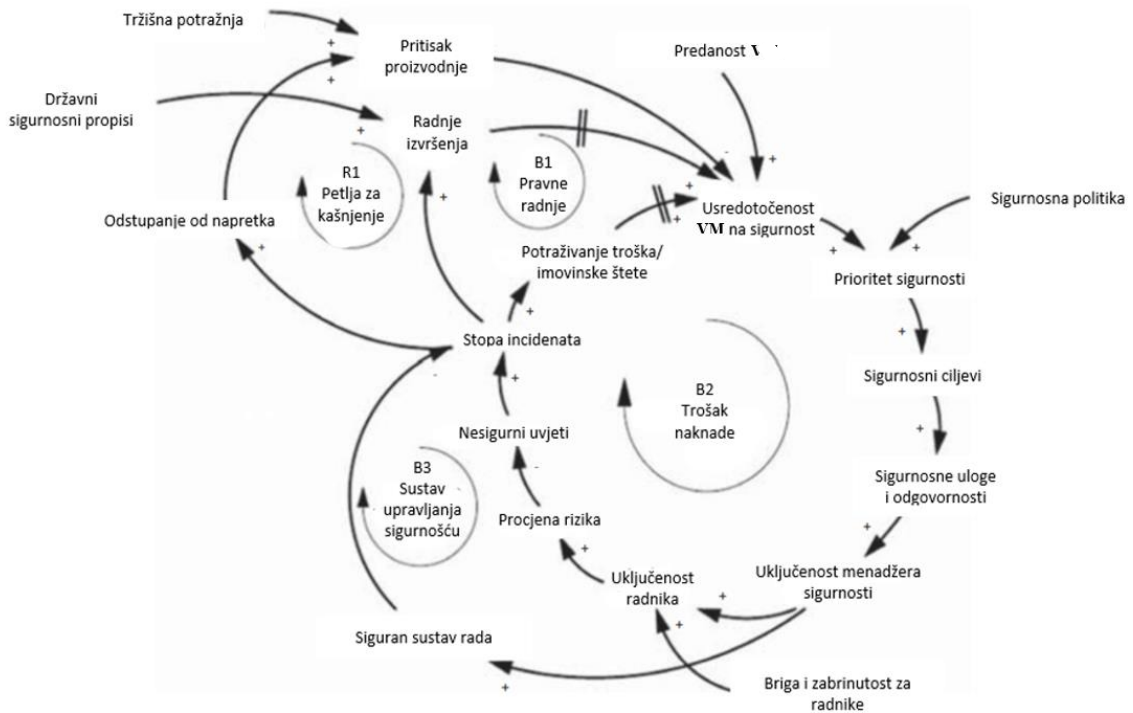 Tržišna potražnja
Pritisak
proizvodnje
Predanost
Državni
sigurnosni propisi
Radnje
izvršenja
R1
Petlja za
kašnjenje
B1
Pravne
radnje
Odstupanje od napretka
Usredotočenost
VM na sigurnost
Sigurnosna politika
Potraživanje troška/
imovinske štete
Prioritet sigurnosti
Stopa incidenata
Sigurnosni ciljevi
B2
Trošak
naknade
Nesigurni uvjeti
B3
Sustav
upravljanja
sigurnošću
Sigurnosne uloge
i odgovornosti
Procjena rizika
Uključenost
radnika
Uključenost menadžera
sigurnosti
Siguran sustav rada
Briga i zabrinutost za
radnike